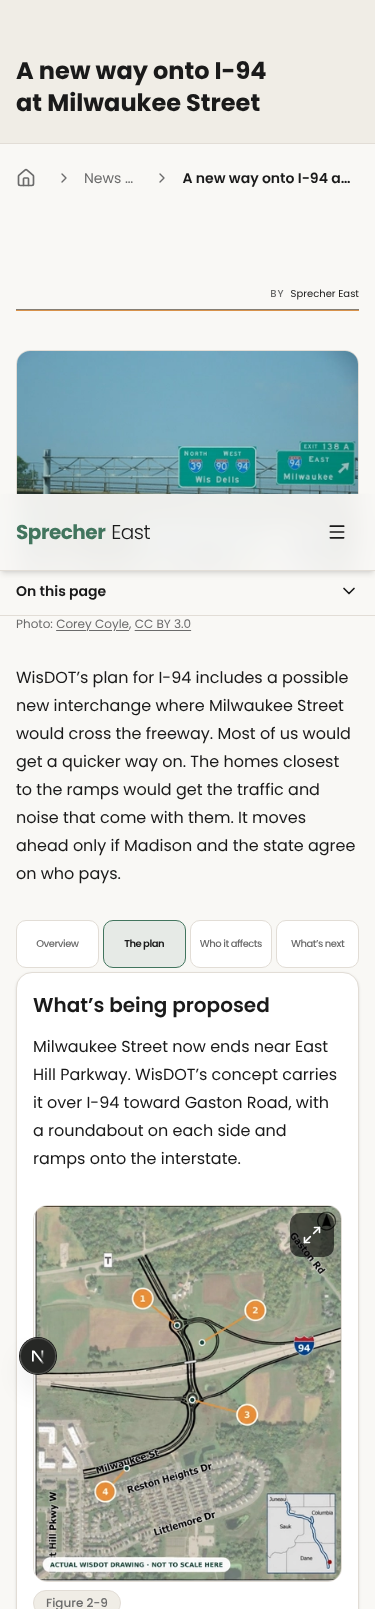 A new way onto I-94
at Milwaukee Street
News ...
A new way onto I-94 a...
BY Sprecher East
NORTH WEST
39 90 94
Wis Dells
EXIT 138 A
94 EAST
Milwaukee
Sprecher East
On this page
Photo: Corey Coyle, CC BY 3.0
WisDOT’s plan for I-94 includes a possible
new interchange where Milwaukee Street
would cross the freeway. Most of us would
get a quicker way on. The homes closest
to the ramps would get the traffic and
noise that come with them. It moves
ahead only if Madison and the state agree
on who pays.
Overview
The plan
Who it affects
What’s next
What’s being proposed
Milwaukee Street now ends near East
Hill Parkway. WisDOT’s concept carries
it over I-94 toward Gaston Road, with
a roundabout on each side and
ramps onto the interstate.
Gaston Rd
T
1
2
94
N
3
Milwaukee St
4
Reston Heights Dr
Littlemore Dr
t Hill Pkwy W
Juneau
Columbia
Sauk
Dane
ACTUAL WISDOT DRAWING - NOT TO SCALE HERE
Figure 2-9